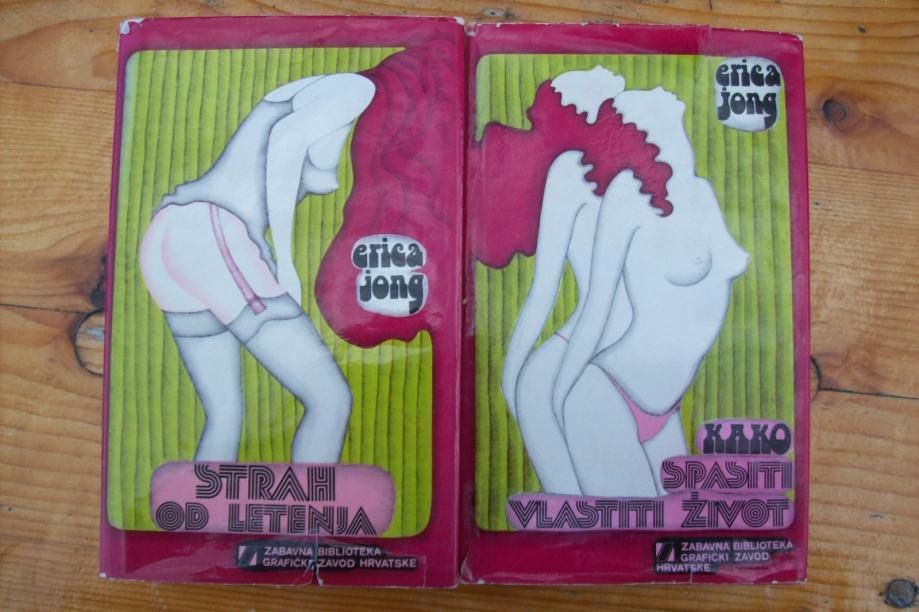 erica
jong
STRAH
OD LETENJA
ZABAVNA BIBLIOTEKA
GRAFIČKI ZAVOD HRVATSKE
erica
jong
KAKO
SPASITI
VLASTITI ŽIVOT
ZABAVNA BIBLIOTEKA
GRAFIČKI ZAVOD
HRVATSKE